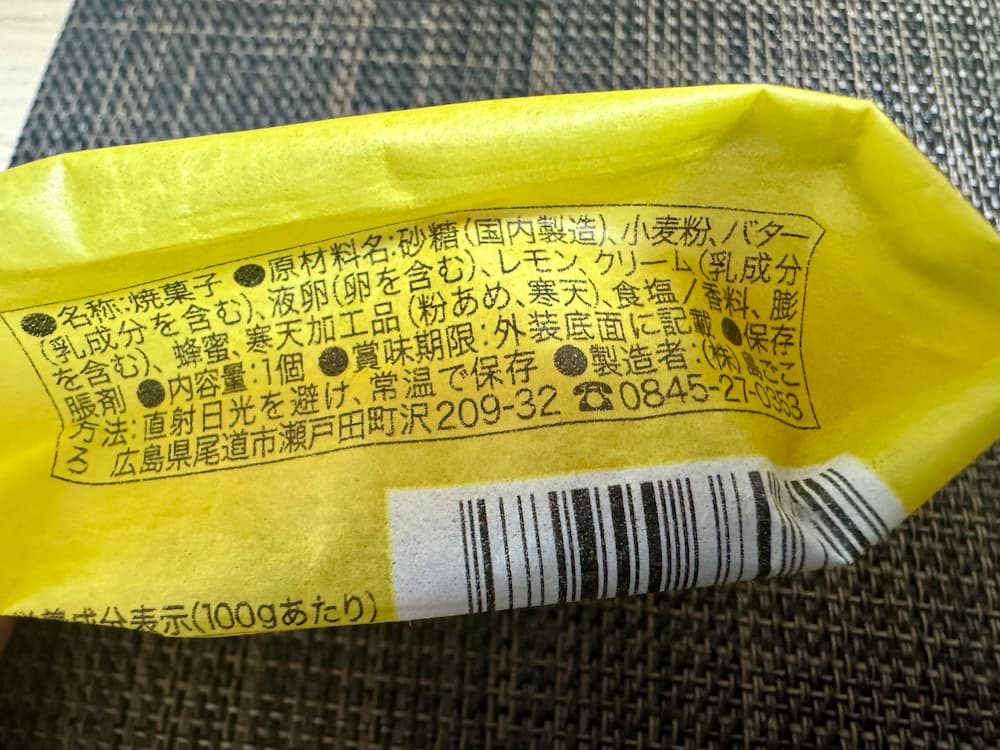 ●名称:焼菓子 ●原材料名:砂糖(国内製造)、小麦粉、バター
(乳成分を含む)、液卵(卵を含む)、レモン、クリーム(乳成分
を含む)、蜂蜜、寒天加工品(粉あめ、寒天)、食塩/香料、膨
脹剤 ●内容量:1個 ●賞味期限:外装底面に記載 ●保存
方法:直射日光を避け、常温で保存 ●製造者 (株)島ごこ
ろ 広島県尾道市瀬戸田町沢209-32 ☎0845-27-0353
成分表示(100gあたり)